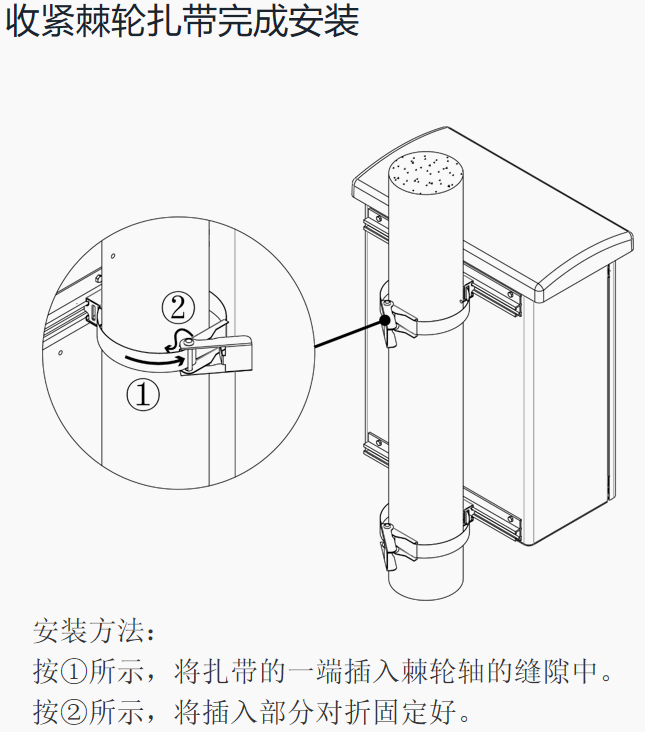 收紧棘轮扎带完成安装
②
①
安装方法：
按①所示，将扎带的一端插入棘轮轴的缝隙中。
按②所示，将插入部分对折固定好。